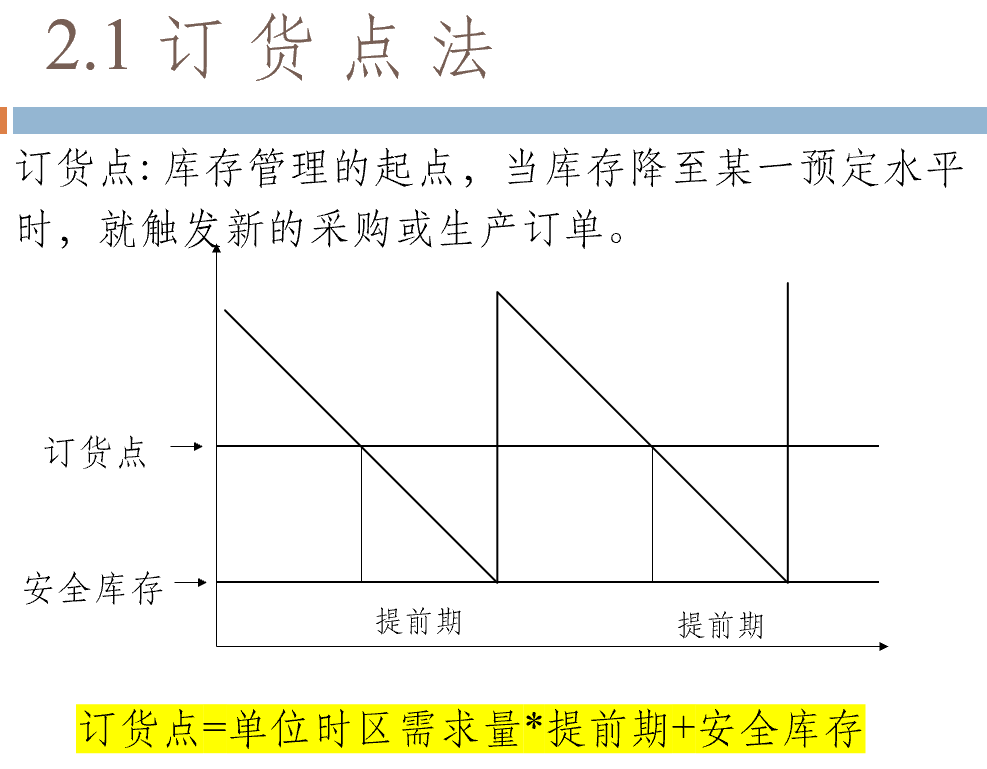 2.1 订货点法
订货点: 库存管理的起点，当库存降至某一预定水平
时，就触发新的采购或生产订单。
订货点
安全库存
提前期
提前期
订货点=单位时区需求量*提前期+安全库存